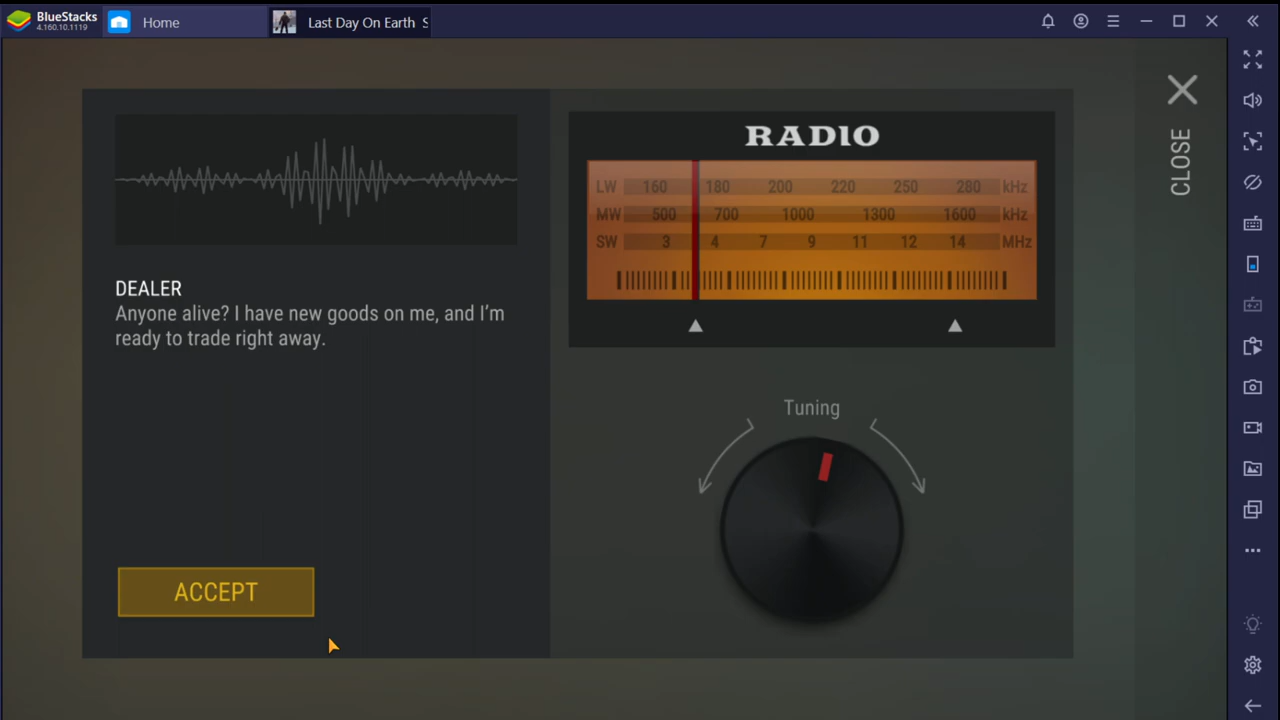 BlueStacks
4.160.10.1119
Home
Last Day On Earth S
RADIO
LW 160 180 200 220 250 280 kHz
MW 500 700 1000 1300 1600 kHz
SW 3 4 7 9 11 12 14 MHz
CLOSE
DEALER
Anyone alive? I have new goods on me, and I'm
ready to trade right away.
Tuning
ACCEPT